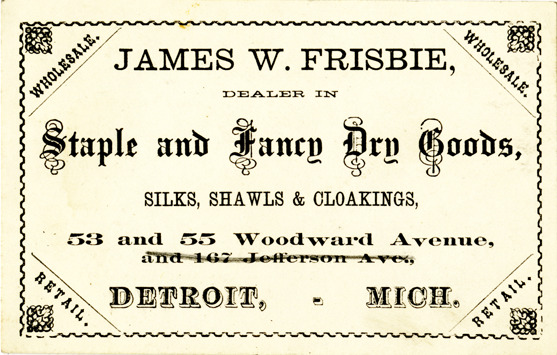 WHOLESALE.
WHOLESALE.
JAMES W. FRISBIE,
DEALER IN
Staple and Fancy Dry Goods,
SILKS, SHAWLS & CLOAKINGS,
53 and 55 Woodward Avenue,
and 167 Jefferson Aves,
DETROIT, - MICH.
RETAIL.
RETAIL.